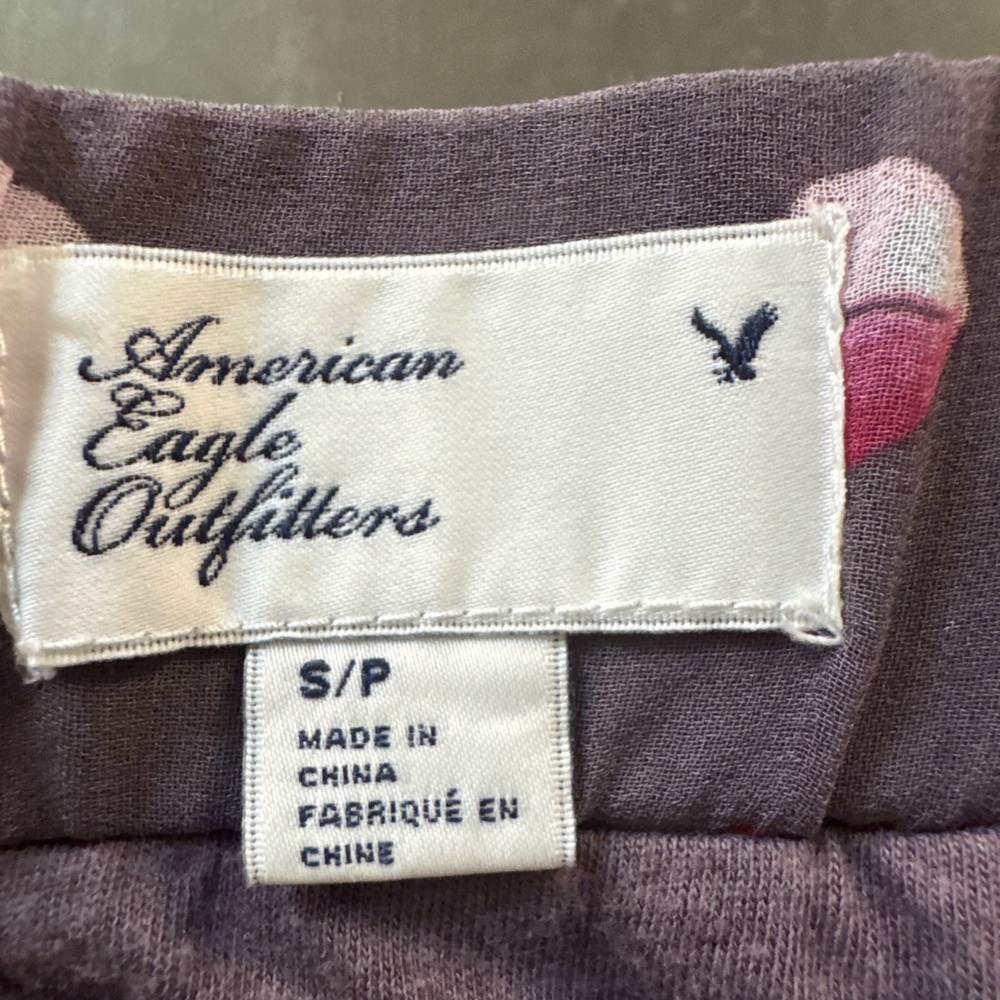 American
Eagle
Outfitters
S/P
MADE IN
CHINA
FABRIQUÉ EN
CHINE